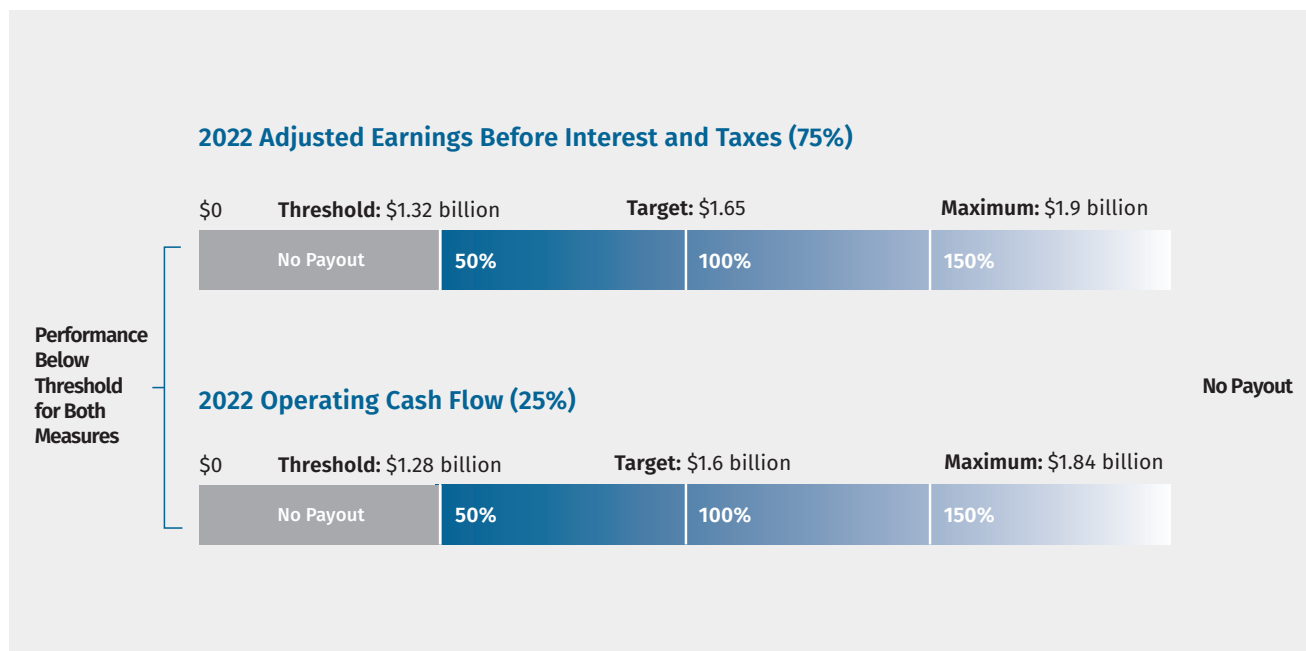 2022 Adjusted Earnings Before Interest and Taxes (75%)
$0 Threshold: $1.32 billion Target: $1.65 Maximum: $1.9 billion
No Payout 50% 100% 150%
Performance
Below
Threshold
for Both
Measures
No Payout
2022 Operating Cash Flow (25%)
$0 Threshold: $1.28 billion Target: $1.6 billion Maximum: $1.84 billion
No Payout 50% 100% 150%